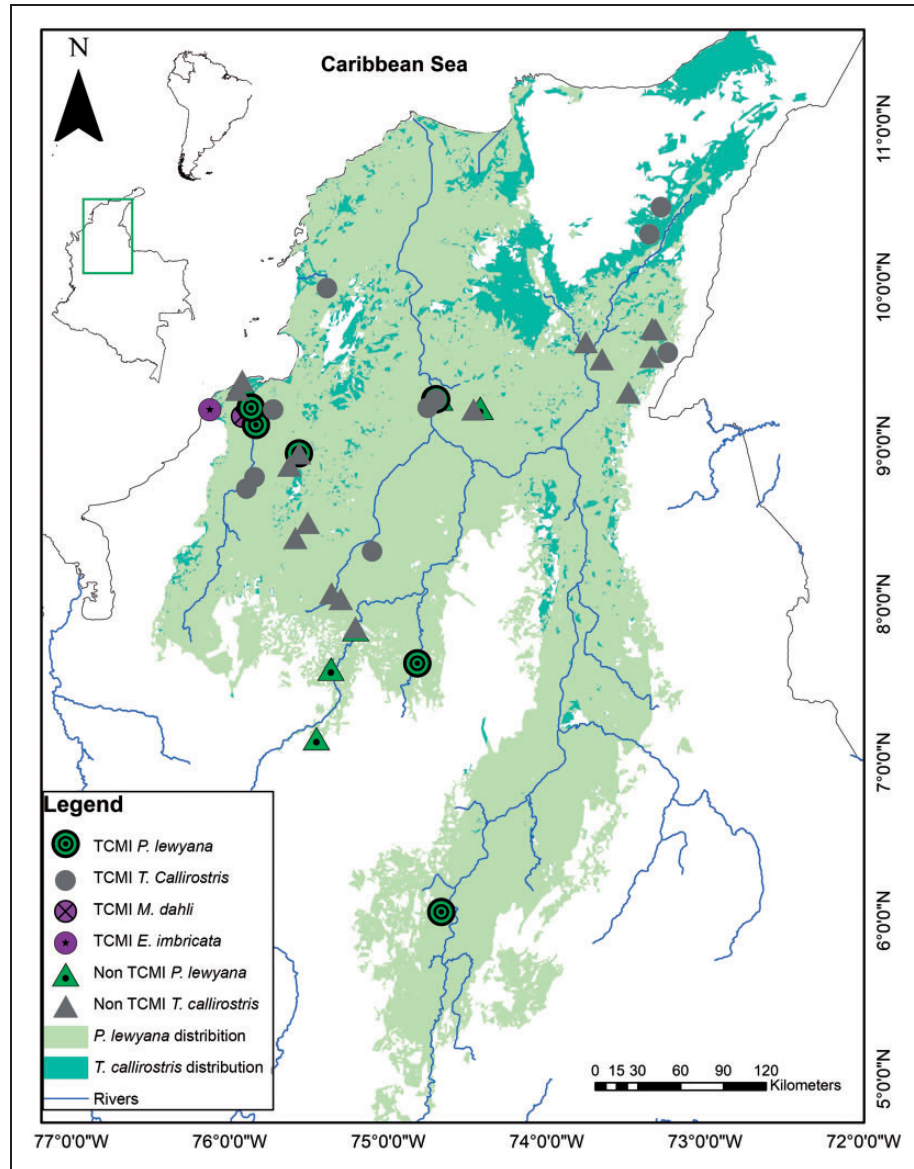 N
Caribbean Sea
11°0'0"N
10°0'0"N
9°0'0"N
8°0'0"N
7°0'0"N
6°0'0"N
5°0'0"N
Legend
TCMI P. lewyana
TCMI T. Callirostris
TCMI M. dahli
TCMI E. imbricata
Non TCMI P. lewyana
Non TCMI T. callirostris
P. lewyana distribition
T. callirostris distribution
Rivers
0 15 30 60 90 120
Kilometers
77°0'0"W 76°0'0"W 75°0'0"W 74°0'0"W 73°0'0"W 72°0'0"W